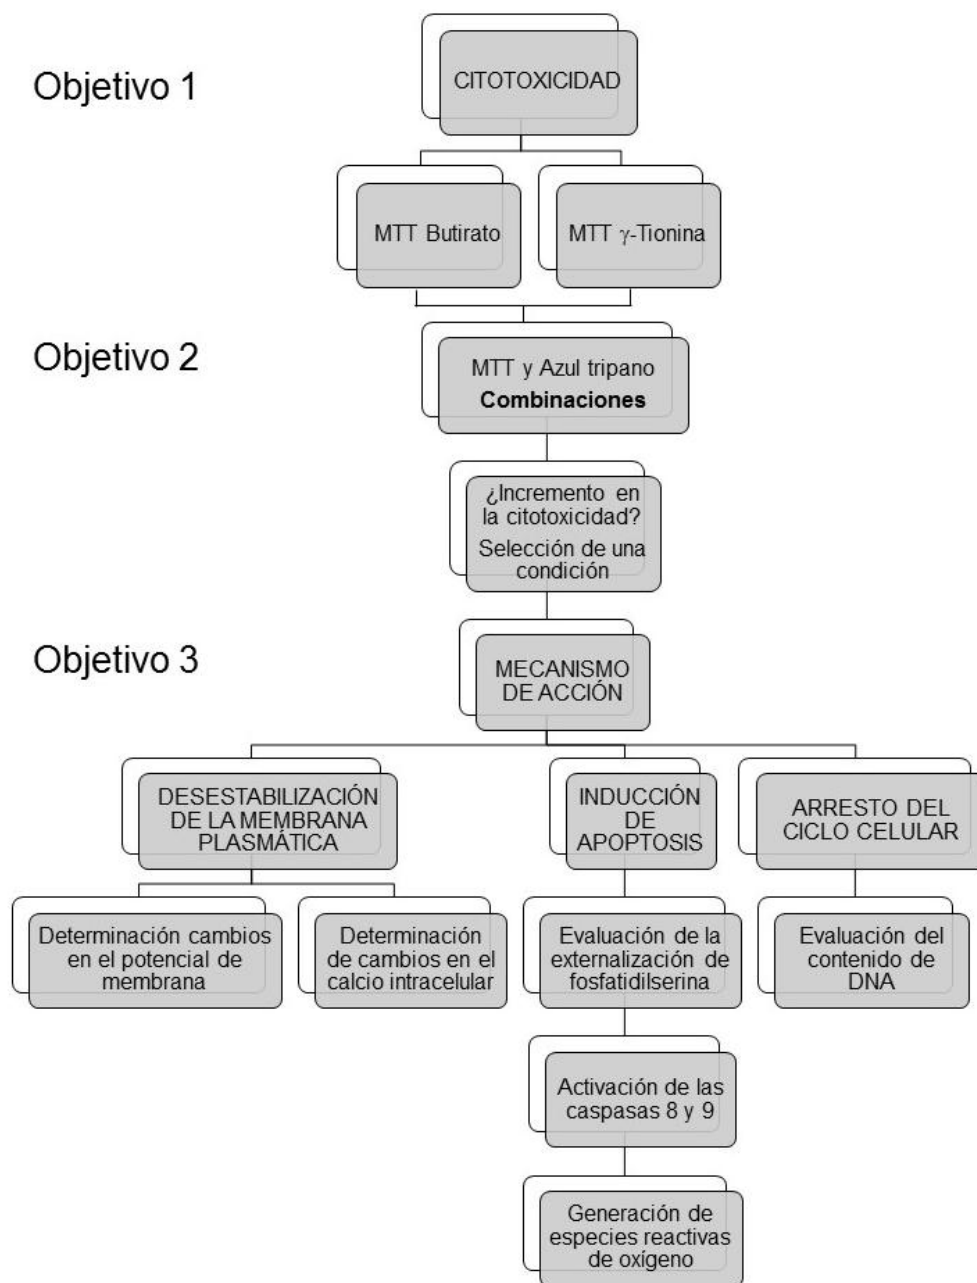 Objetivo 1
CITOTOXICIDAD
MTT Butirato
MTT γ-Tionina
Objetivo 2
MTT y Azul tripano
Combinaciones
¿Incremento en
la citotoxicidad?
Selección de una
condición
Objetivo 3
MECANISMO
DE ACCIÓN
DESESTABILIZACIÓN
DE LA MEMBRANA
PLASMÁTICA
INDUCCIÓN
DE
APOPTOSIS
ARRESTO DEL
CICLO CELULAR
Determinación cambios
en el potencial de
membrana
Determinación
de cambios en el
calcio intracelular
Evaluación de la
externalización de
fosfatidilserina
Evaluación del
contenido de
DNA
Activación de las
caspasas 8 y 9
Generación de
especies reactivas
de oxígeno